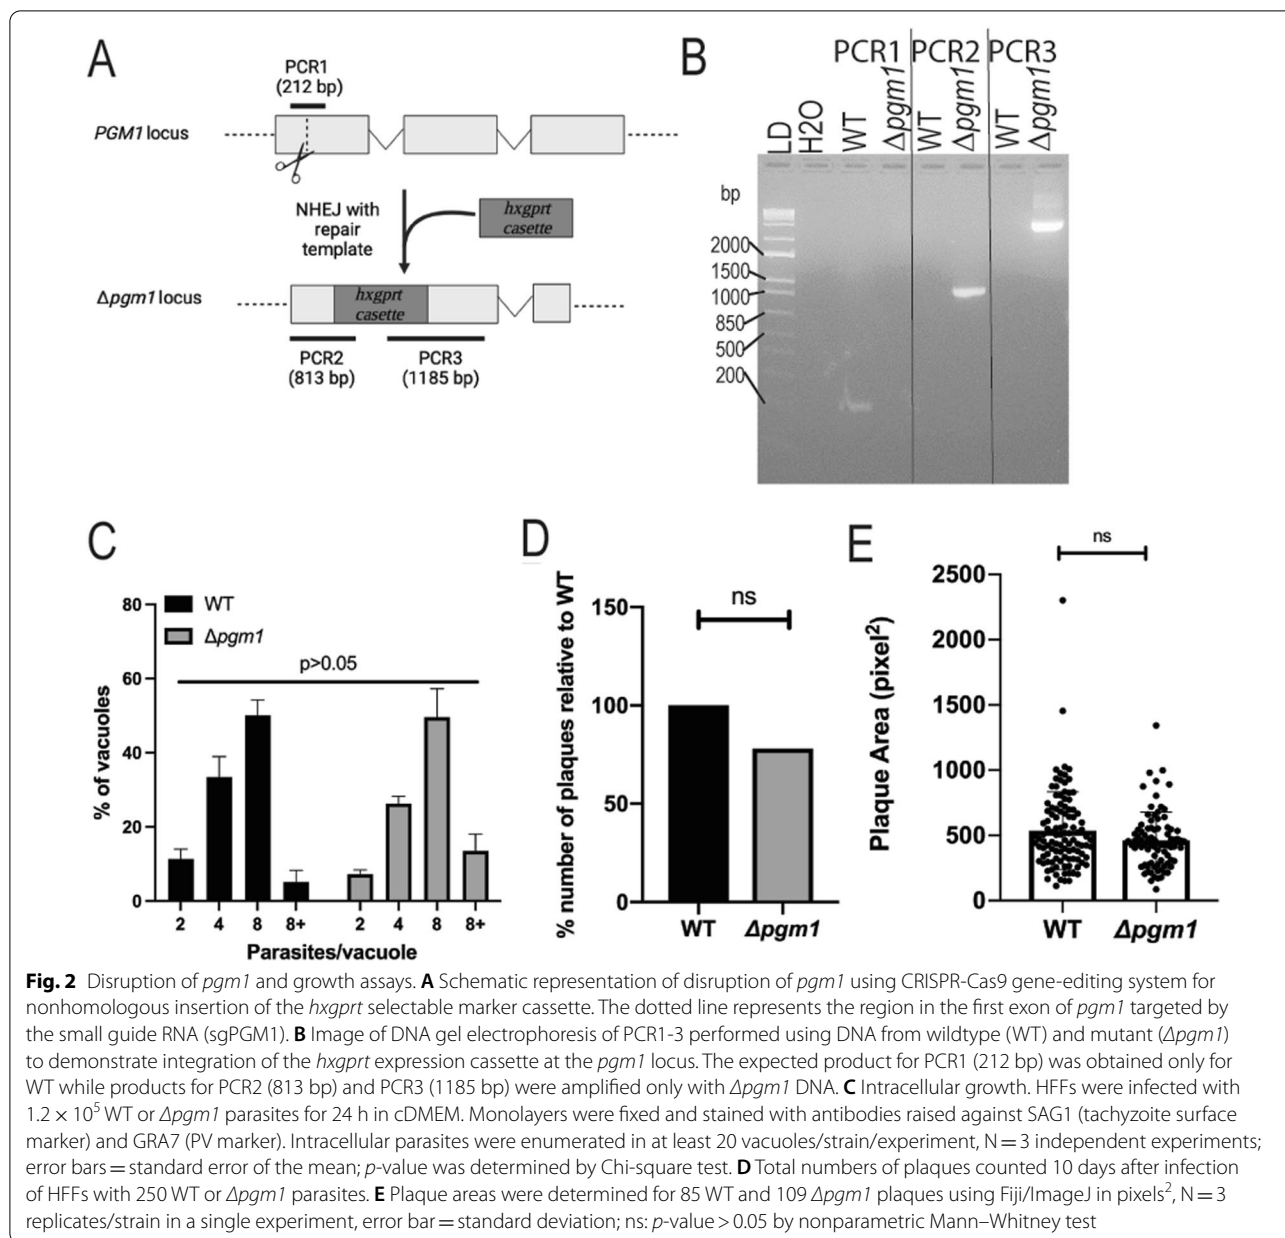 A
PCR1
(212 bp)
PGM1 locus
NHEJ with
repair
template
hxgprt
casette
Δpgm1 locus
hxgprt
casette
PCR2
(813 bp)
PCR3
(1185 bp)
B
PCR1 PCR2 PCR3
LD
H2O
WT
Δpgm1
WT
Δpgm1
WT
Δpgm1
bp
2000
1500
1000
850
500
200
C
WT
Δpgm1
p>0.05
% of vacuoles
80
60
40
20
0
2 4 8 8+ 2 4 8 8+
Parasites/vacuole
D
% number of plaques relative to WT
ns
150
100
50
0
WT Δpgm1
E
ns
Plaque Area (pixel²)
2500
2000
1500
1000
500
0
WT Δpgm1
Fig. 2 Disruption of pgm1 and growth assays. A Schematic representation of disruption of pgm1 using CRISPR-Cas9 gene-editing system for
nonhomologous insertion of the hxgprt selectable marker cassette. The dotted line represents the region in the first exon of pgm1 targeted by
the small guide RNA (sgPGM1). B Image of DNA gel electrophoresis of PCR1-3 performed using DNA from wildtype (WT) and mutant (Δpgm1)
to demonstrate integration of the hxgprt expression cassette at the pgm1 locus. The expected product for PCR1 (212 bp) was obtained only for
WT while products for PCR2 (813 bp) and PCR3 (1185 bp) were amplified only with Δpgm1 DNA. C Intracellular growth. HFFs were infected with
1.2 × 10⁵ WT or Δpgm1 parasites for 24 h in cDMEM. Monolayers were fixed and stained with antibodies raised against SAG1 (tachyzoite surface
marker) and GRA7 (PV marker). Intracellular parasites were enumerated in at least 20 vacuoles/strain/experiment, N = 3 independent experiments;
error bars = standard error of the mean; p-value was determined by Chi-square test. D Total numbers of plaques counted 10 days after infection
of HFFs with 250 WT or Δpgm1 parasites. E Plaque areas were determined for 85 WT and 109 Δpgm1 plaques using Fiji/ImageJ in pixels², N = 3
replicates/strain in a single experiment, error bar = standard deviation; ns: p-value > 0.05 by nonparametric Mann–Whitney test